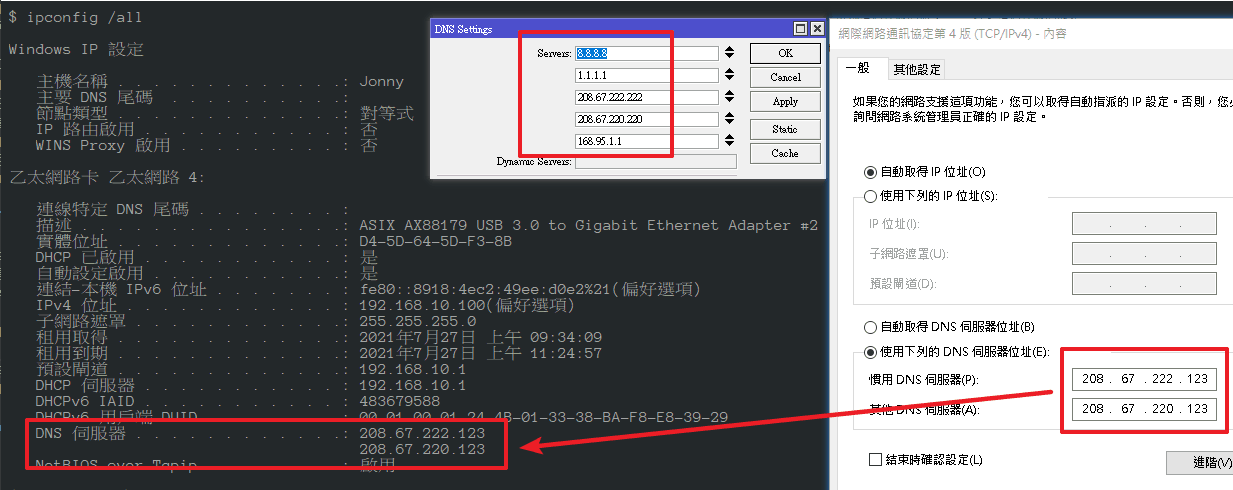 $ ipconfig /all
Windows IP 設定
主機名稱 . . . . . . . . . . . . . : Jonny
主要 DNS 尾碼 . . . . . . . . . . . :
節點類型 . . . . . . . . . . . . . : 對等式
IP 路由啟用 . . . . . . . . . . . . : 否
WINS Proxy 啟用 . . . . . . . . . . : 否
乙太網路卡 乙太網路 4:
連線特定 DNS 尾碼 . . . . . . . . . :
描述 . . . . . . . . . . . . . . . : ASIX AX88179 USB 3.0 to Gigabit Ethernet Adapter #2
實體位址 . . . . . . . . . . . . . : D4-5D-64-5D-F3-8B
DHCP 已啟用 . . . . . . . . . . . . : 是
自動設定啟用 . . . . . . . . . . . : 是
連結-本機 IPv6 位址 . . . . . . . . : fe80::8918:4ec2:49ee:d0e2%21(偏好選項)
IPv4 位址 . . . . . . . . . . . . . : 192.168.10.100(偏好選項)
子網路遮罩 . . . . . . . . . . . . : 255.255.255.0
租用取得 . . . . . . . . . . . . . : 2021年7月27日 上午 09:34:09
租用到期 . . . . . . . . . . . . . : 2021年7月27日 上午 11:24:57
預設閘道 . . . . . . . . . . . . . : 192.168.10.1
DHCP 伺服器 . . . . . . . . . . . . : 192.168.10.1
DHCPv6 IAID . . . . . . . . . . . . : 483679588
DHCPv6 用戶端 DUID . . . . . . . . : 00-01-00-01-24-4B-01-33-38-BA-F8-E8-39-29
DNS 伺服器 . . . . . . . . . . . . : 208.67.222.123
208.67.220.123
NetBIOS over Tcpip . . . . . . . . : 啟用
DNS Settings
Servers: 8.8.8.8
1.1.1.1
208.67.222.222
208.67.220.220
168.95.1.1
Dynamic Servers:
OK
Cancel
Apply
Static
Cache
網際網路通訊協定第 4 版 (TCP/IPv4) - 內容
一般
其他設定
如果您的網路支援這項功能，您可以取得自動指派的 IP 設定。否則，您必
詢問網路系統管理員正確的 IP 設定。
自動取得 IP 位址(O)
使用下列的 IP 位址(S):
IP 位址(I):
子網路遮罩(U):
預設閘道(D):
自動取得 DNS 伺服器位址(B)
使用下列的 DNS 伺服器位址(E):
慣用 DNS 伺服器(P): 208 . 67 . 222 . 123
其他 DNS 伺服器(A): 208 . 67 . 220 . 123
結束時確認設定(L)
進階(V)